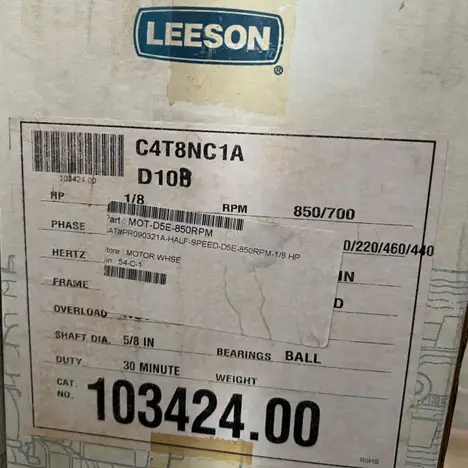 LEESON
®
C4T8NC1A
103424.00
D10B
HP 1/8 RPM 850/700
Part : MOT-D5E-850RPM
CAT#PR090321A-HALF-SPEED-D5E-850RPM-1/8 HP
PHASE 0/220/460/440
Store : MOTOR WHSE
HERTZ Bin : 54-C-1 IN
FRAME D
OVERLOAD
SHAFT DIA. 5/8 IN BEARINGS BALL
DUTY 30 MINUTE WEIGHT
CAT. NO. 103424.00
RoHS